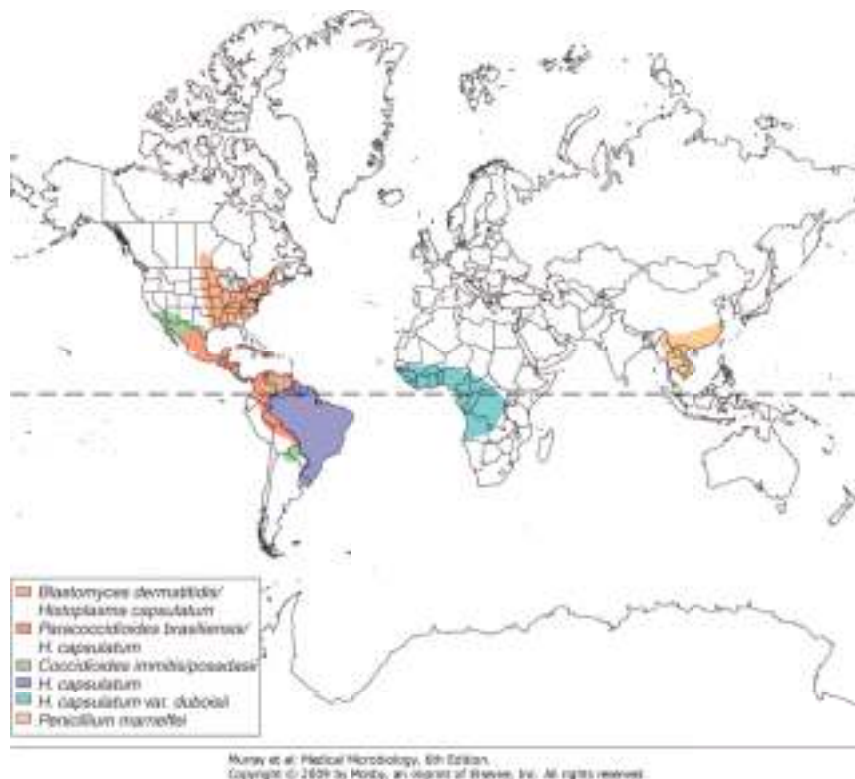 Blastomyces dermatitidis/
Histoplasma capsulatum
Paracoccidioides brasiliensis/
H. capsulatum
Coccidioides immitis/posadasii
H. capsulatum
H. capsulatum var. duboisii
Penicillium marneffei
Murray et al: Medical Microbiology, 6th Edition.
Copyright © 2009 by Mosby, an imprint of Elsevier, Inc. All rights reserved.